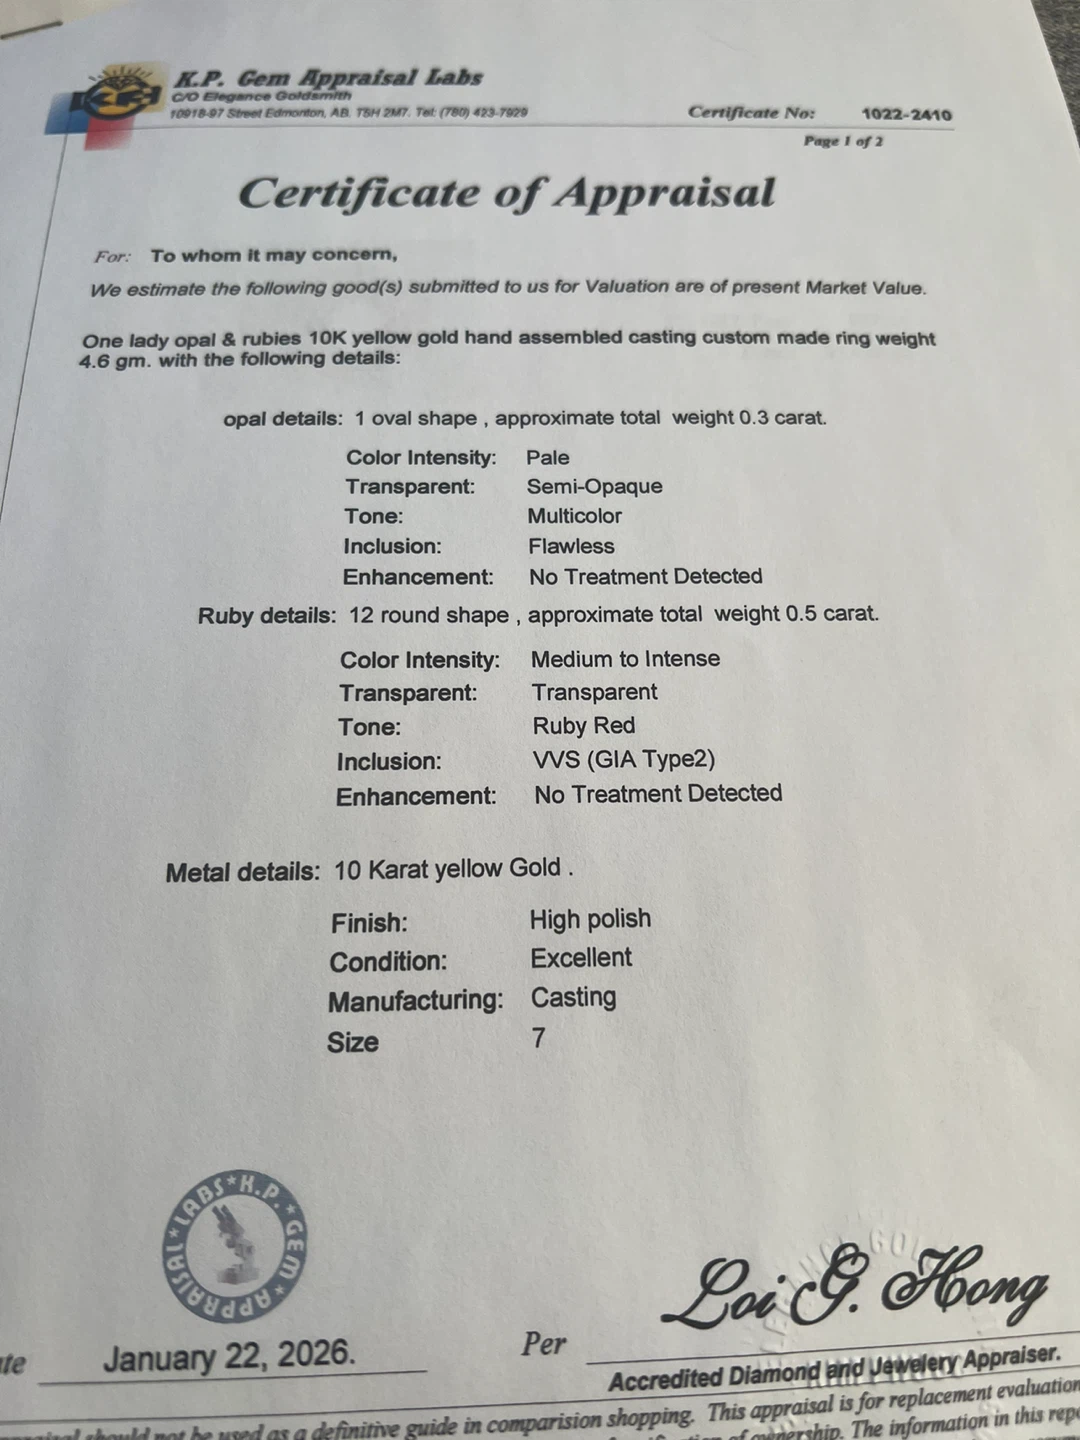 K.P. Gem Appraisal Labs
C/O Elegance Goldsmith
10918-97 Street Edmonton, AB. T5H 2M7. Tel: (780) 423-7929
Certificate No: 1022-2410
Page 1 of 2
Certificate of Appraisal
For: To whom it may concern,
We estimate the following good(s) submitted to us for Valuation are of present Market Value.
One lady opal & rubies 10K yellow gold hand assembled casting custom made ring weight
4.6 gm. with the following details:
opal details: 1 oval shape , approximate total weight 0.3 carat.
Color Intensity: Pale
Transparent: Semi-Opaque
Tone: Multicolor
Inclusion: Flawless
Enhancement: No Treatment Detected
Ruby details: 12 round shape , approximate total weight 0.5 carat.
Color Intensity: Medium to Intense
Transparent: Transparent
Tone: Ruby Red
Inclusion: VVS (GIA Type2)
Enhancement: No Treatment Detected
Metal details: 10 Karat yellow Gold .
Finish: High polish
Condition: Excellent
Manufacturing: Casting
Size 7
K.P. GEM ★ APPRAISAL ★ LABS ★
Loi G. Hong
January 22, 2026.
Per
Accredited Diamond and Jewelery Appraiser.
should not be used as a definitive guide in comparision shopping. This appraisal is for replacement evaluation
of ownership. The information in this